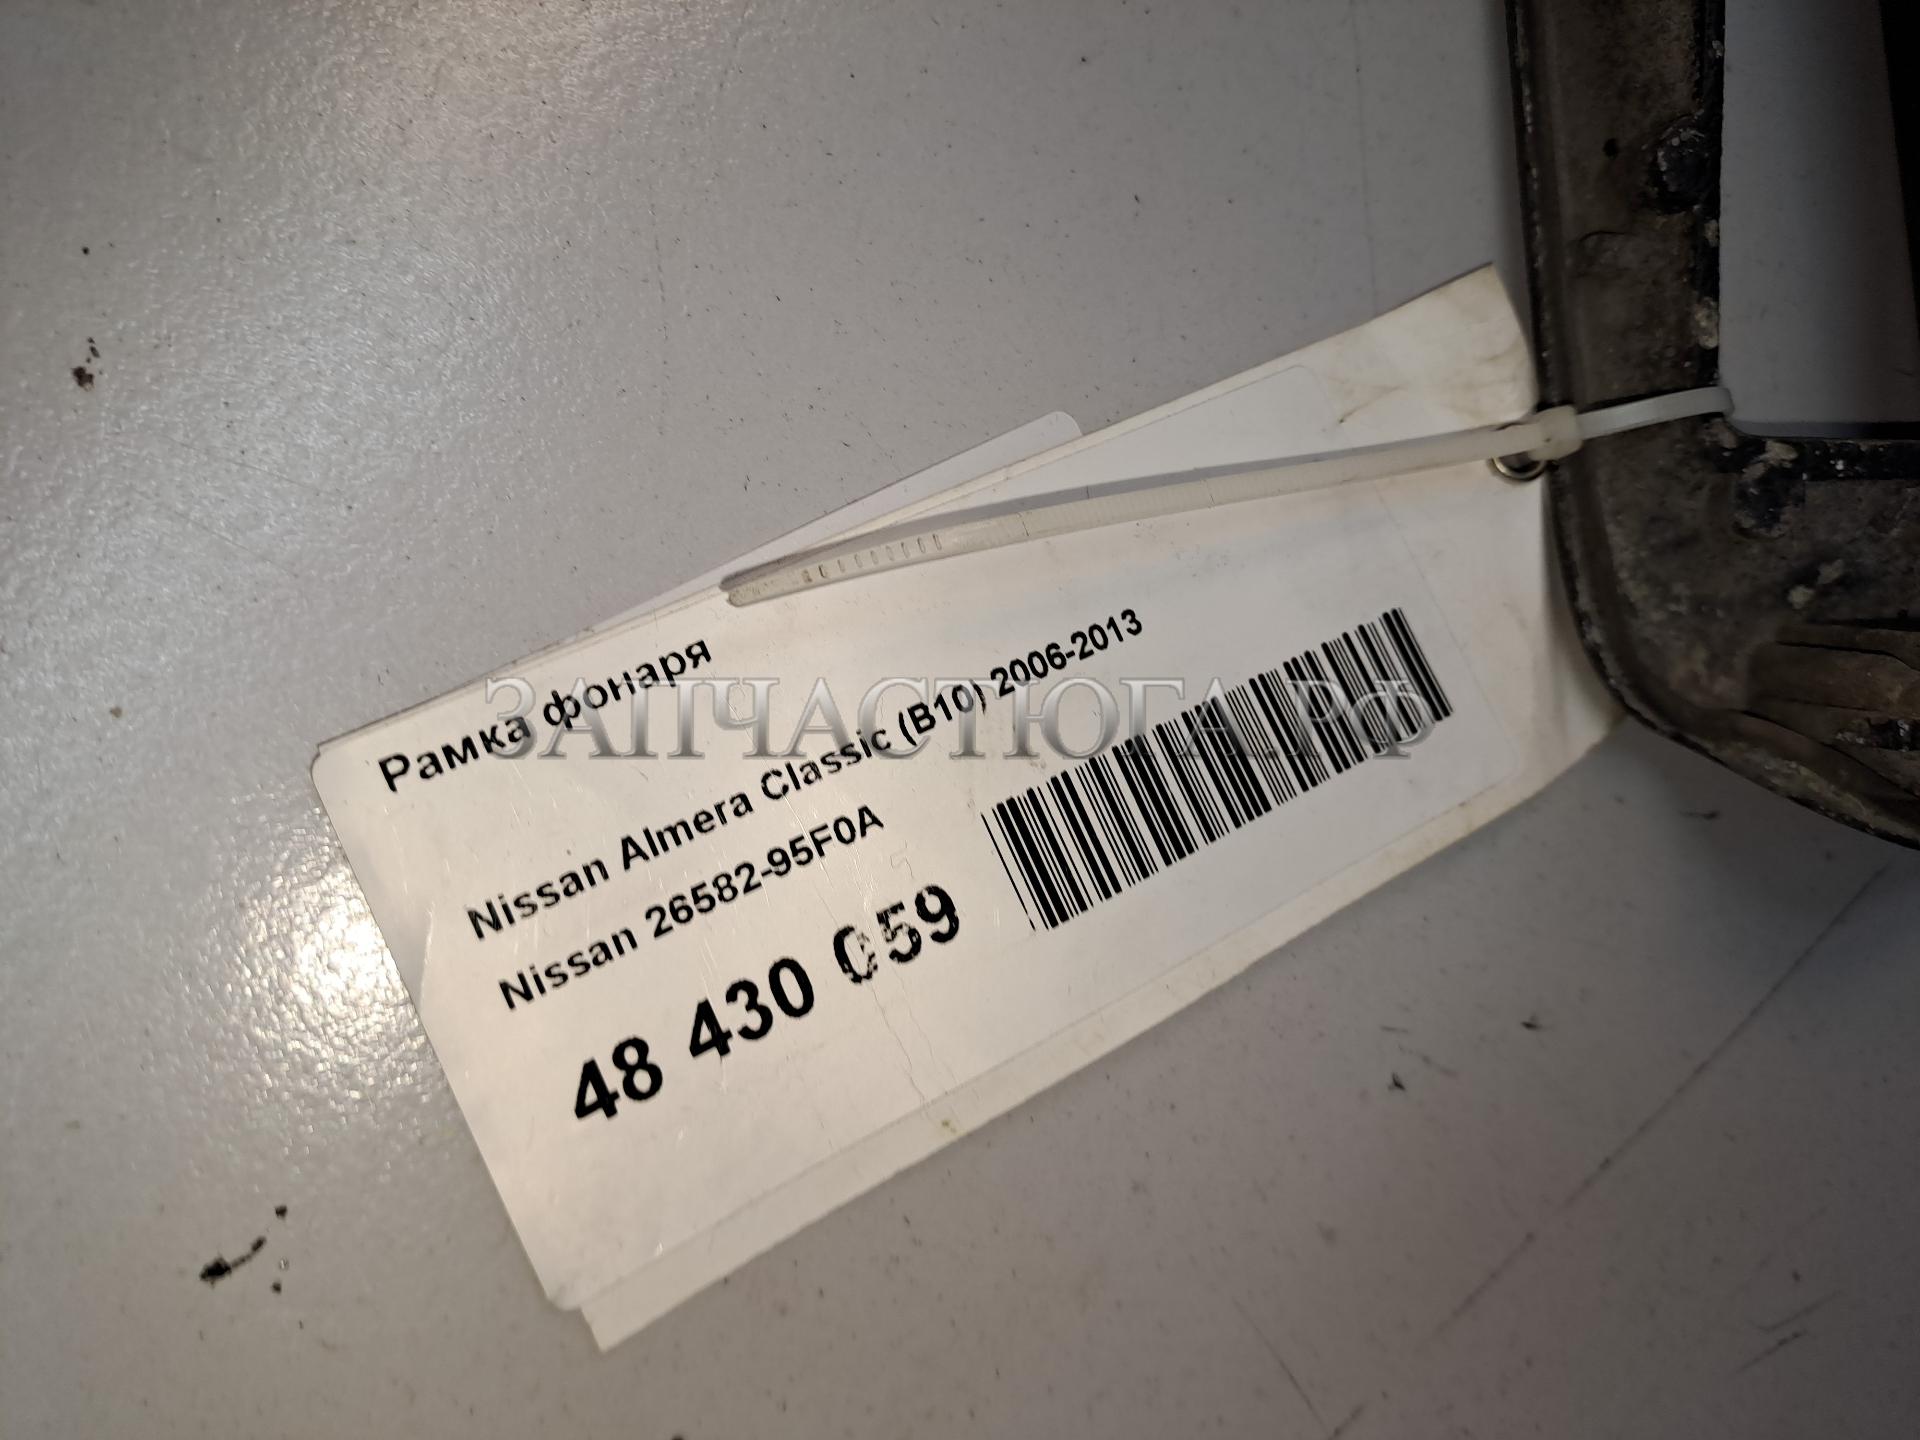 Рамка фонаря
ЗАПЧАСТЮГА.РФ
Nissan Almera Classic (B10) 2006-2013
Nissan 26582-95F0A
48 430 059